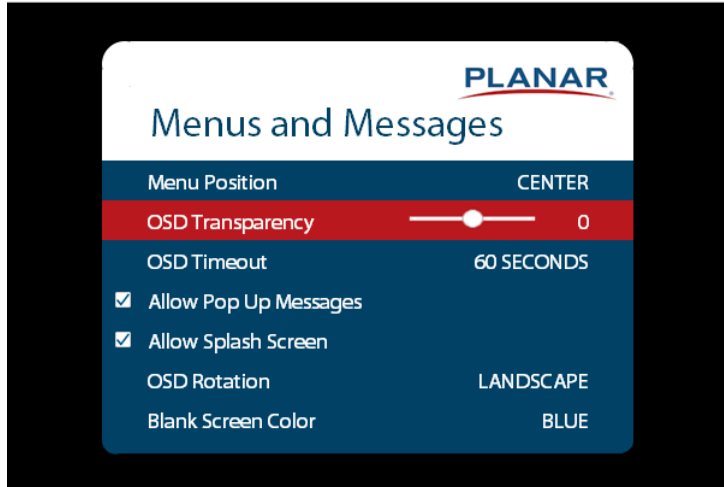 PLANAR
Menus and Messages
Menu Position CENTER
OSD Transparency 0
OSD Timeout 60 SECONDS
Allow Pop Up Messages
Allow Splash Screen
OSD Rotation LANDSCAPE
Blank Screen Color BLUE